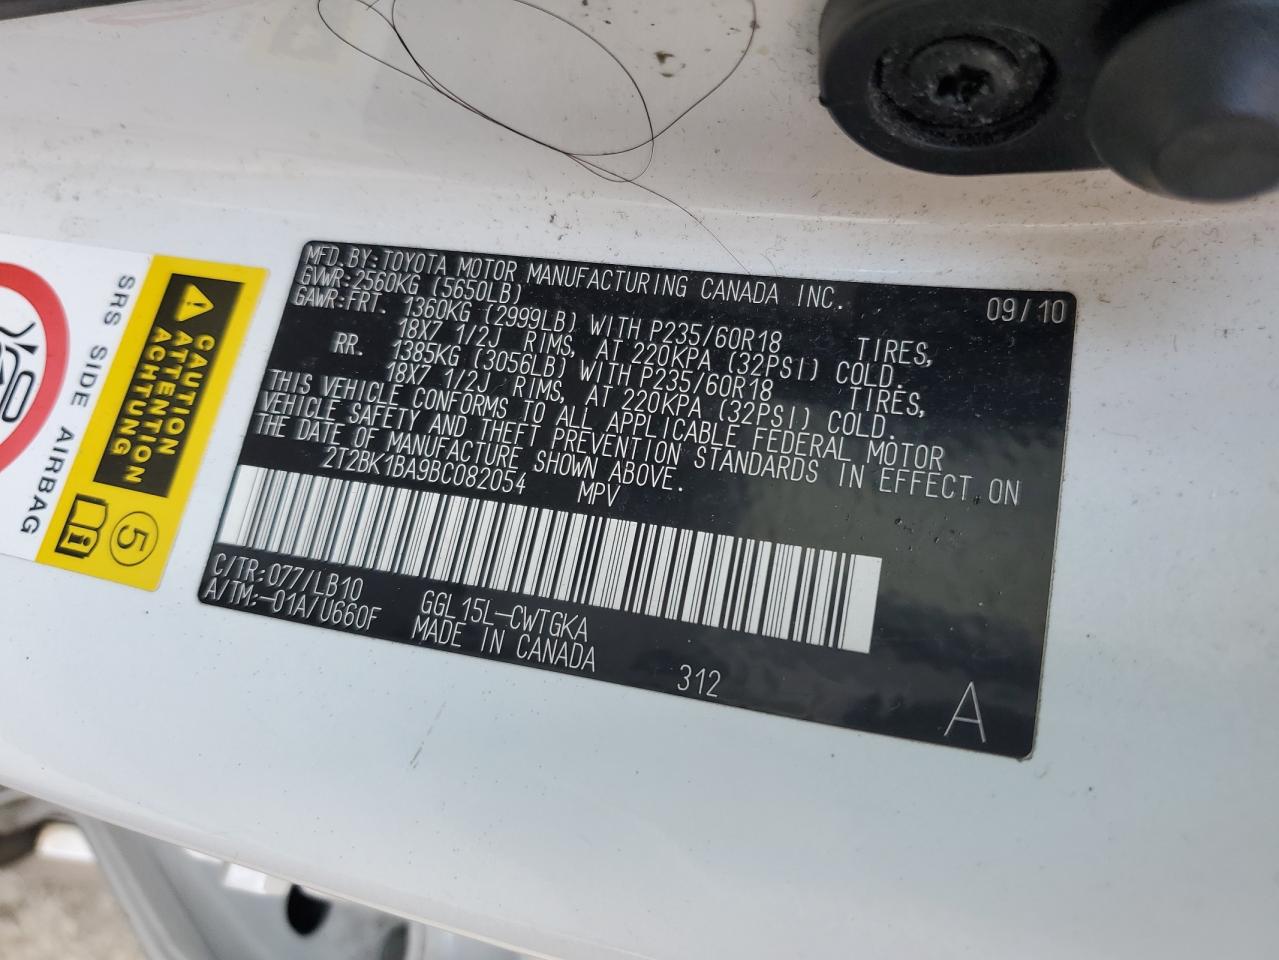 MFD. BY: TOYOTA MOTOR MANUFACTURING CANADA INC. 09/10
GVWR: 2560KG (5650LB)
GAWR: FRT. 1360KG (2999LB) WITH P235/60R18 TIRES,
18X7 1/2J RIMS, AT 220KPA (32PSI) COLD.
RR. 1385KG (3056LB) WITH P235/60R18 TIRES,
18X7 1/2J RIMS, AT 220KPA (32PSI) COLD.
THIS VEHICLE CONFORMS TO ALL APPLICABLE FEDERAL MOTOR
VEHICLE SAFETY AND THEFT PREVENTION STANDARDS IN EFFECT ON
THE DATE OF MANUFACTURE SHOWN ABOVE.
2T2BK1BA9BC082054 MPV
C/TR:077/LB10 GGL15L-CWTGKA
A/TM:-01A/U660F MADE IN CANADA
312
A
SRS SIDE AIRBAG
CAUTION
ATTENTION
ACHTUNG
5